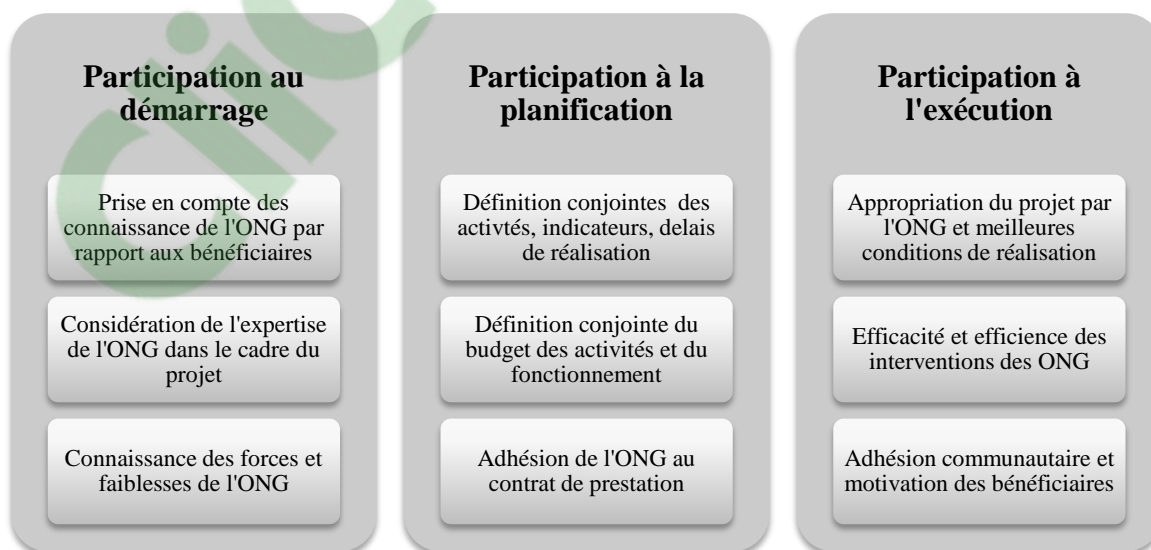 Participation au
démarrage
Prise en compte des
connaissance de l'ONG par
rapport aux bénéficiaires
Considération de l'expertise
de l'ONG dans le cadre du
projet
Connaissance des forces et
faiblesses de l'ONG
Participation à la
planification
Définition conjointes des
activtés, indicateurs, delais
de réalisation
Définition conjointe du
budget des activités et du
fonctionnement
Adhésion de l'ONG au
contrat de prestation
Participation à
l'exécution
Appropriation du projet par
l'ONG et meilleures
conditions de réalisation
Efficacité et efficience des
interventions des ONG
Adhésion communautaire et
motivation des bénéficiaires